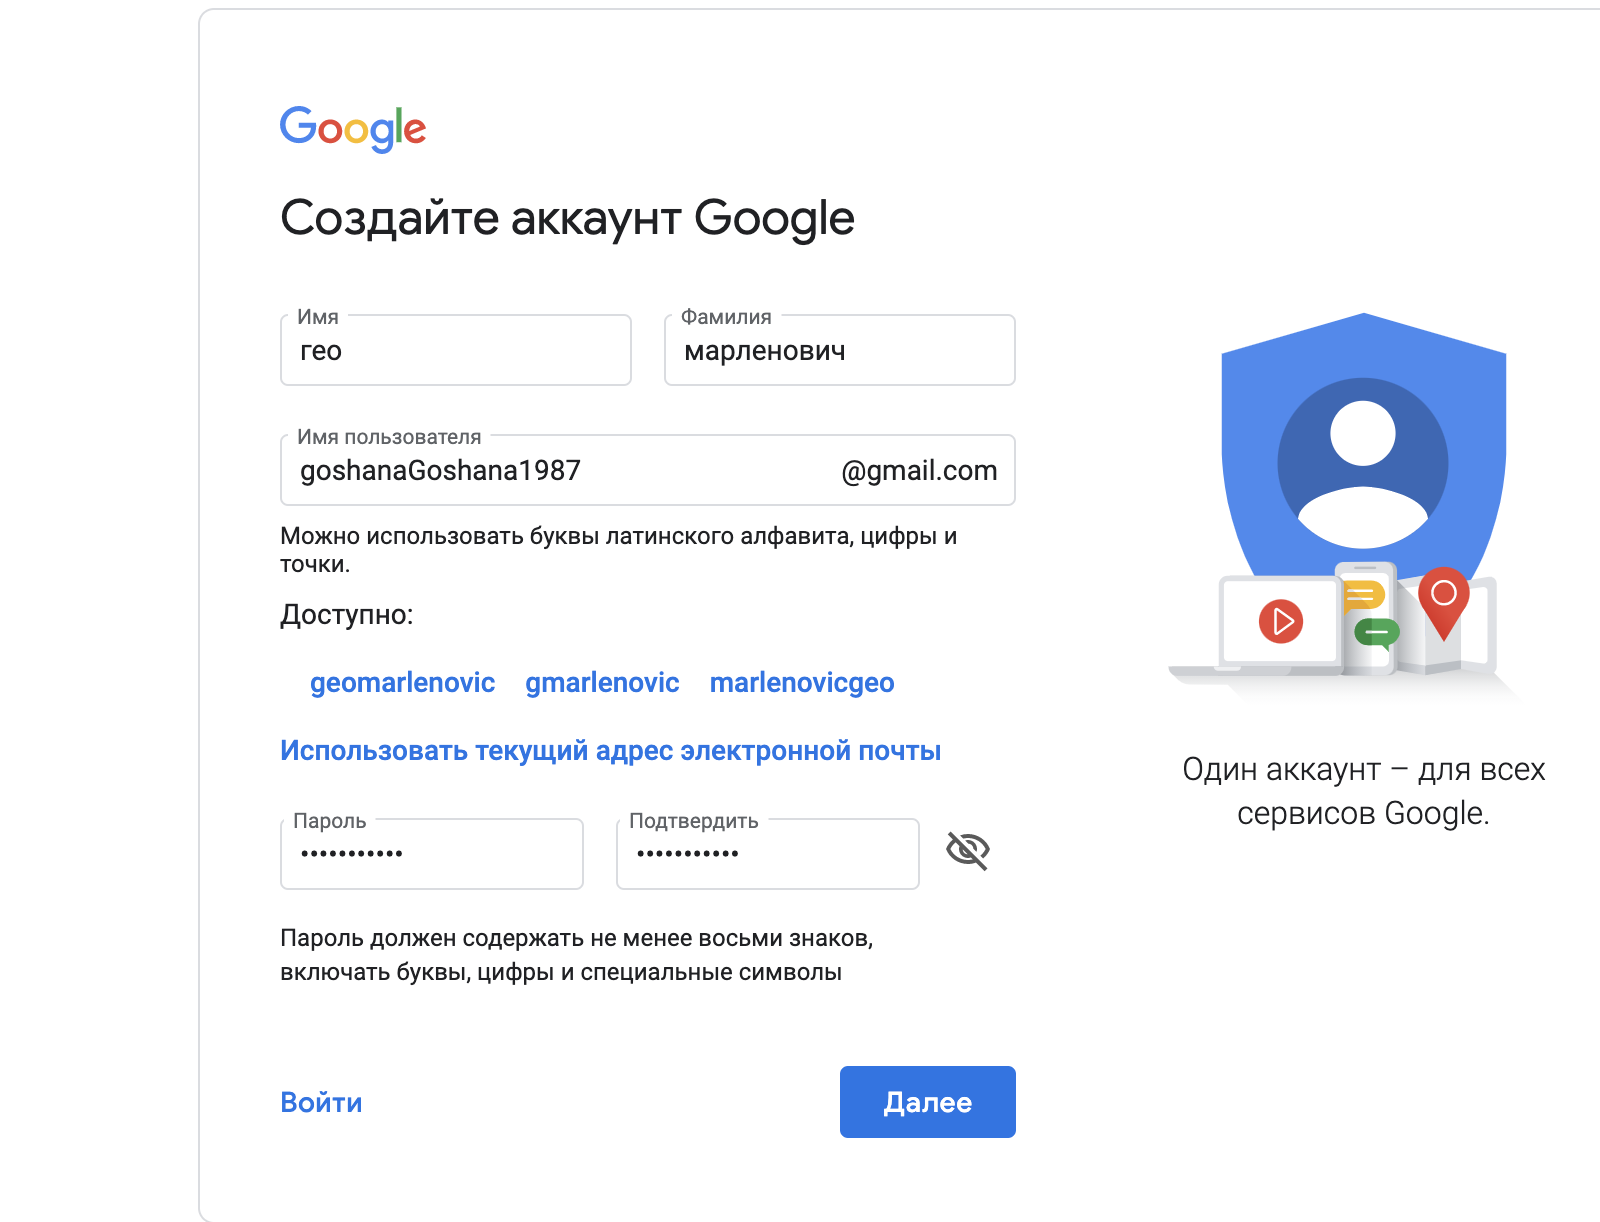 Google
Создайте аккаунт Google
Имя
гео
Фамилия
марленович
Имя пользователя
goshanaGoshana1987 @gmail.com
Можно использовать буквы латинского алфавита, цифры и
точки.
Доступно:
geomarlenovic gmarlenovic marlenovicgeo
Использовать текущий адрес электронной почты
Пароль
•••••••••••
Подтвердить
•••••••••••
Пароль должен содержать не менее восьми знаков,
включать буквы, цифры и специальные символы
Войти
Далее
Один аккаунт – для всех
сервисов Google.